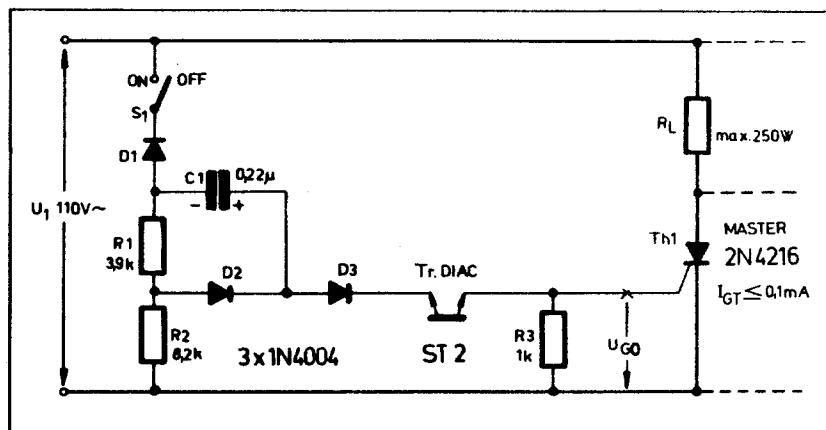 ON
OFF
S1
D1
C1
0,22µ
- +
U1 110V~
R1
3,9k
D2
D3
Tr. DIAC
R2
8,2k
3x1N4004
ST 2
R3
1k
UGO
RL
max. 250W
Th1
MASTER
2N4216
IGT ≤ 0,1mA